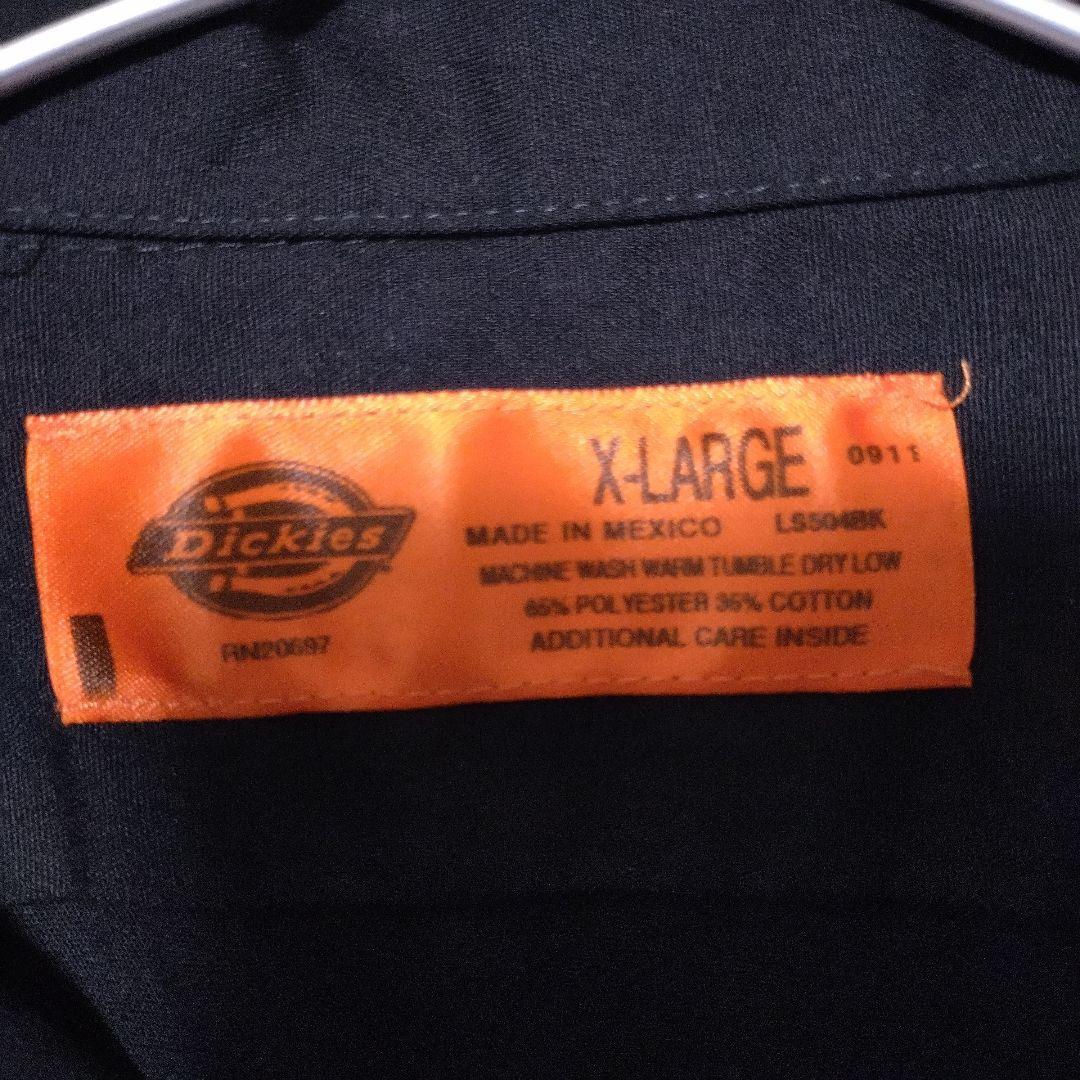 Dickies
RN20697
X-LARGE 0911
MADE IN MEXICO LS504BK
MACHINE WASH WARM TUMBLE DRY LOW
65% POLYESTER 35% COTTON
ADDITIONAL CARE INSIDE